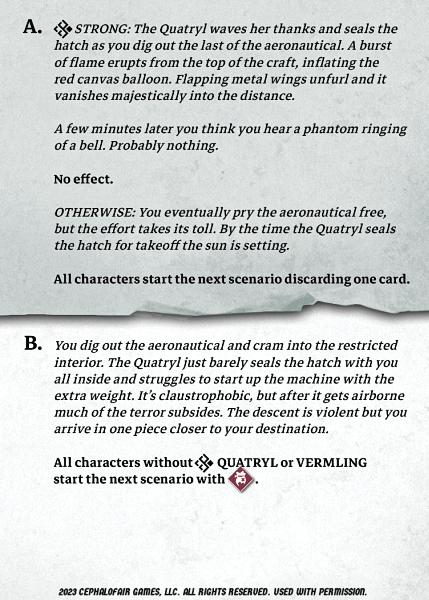 A. STRONG: The Quatryl waves her thanks and seals the
hatch as you dig out the last of the aeronautical. A burst
of flame erupts from the top of the craft, inflating the
red canvas balloon. Flapping metal wings unfurl and it
vanishes majestically into the distance.
A few minutes later you think you hear a phantom ringing
of a bell. Probably nothing.
No effect.
OTHERWISE: You eventually pry the aeronautical free,
but the effort takes its toll. By the time the Quatryl seals
the hatch for takeoff the sun is setting.
All characters start the next scenario discarding one card.
B. You dig out the aeronautical and cram into the restricted
interior. The Quatryl just barely seals the hatch with you
all inside and struggles to start up the machine with the
extra weight. It's claustrophobic, but after it gets airborne
much of the terror subsides. The descent is violent but you
arrive in one piece closer to your destination.
All characters without QUATRYL or VERMLING
start the next scenario with .
2023 CEPHALOFAIR GAMES, LLC. ALL RIGHTS RESERVED. USED WITH PERMISSION.